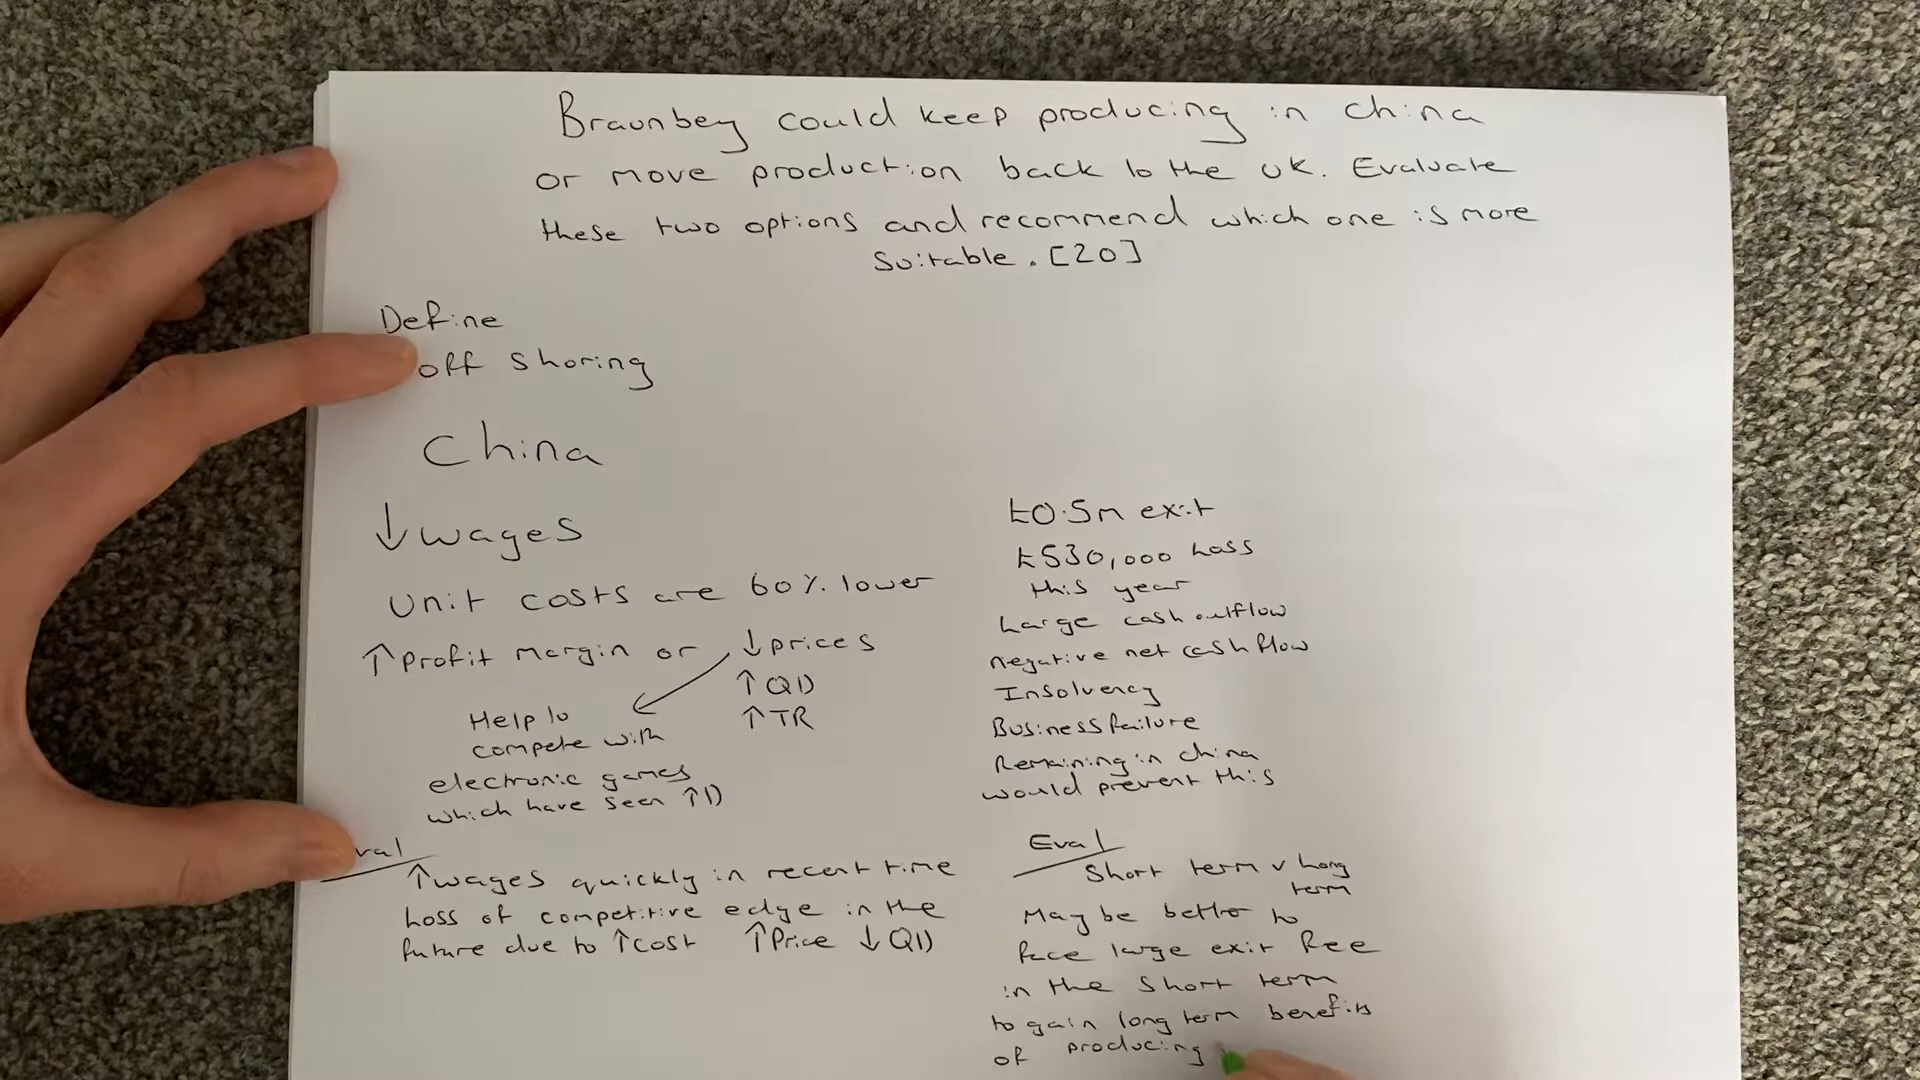 Braunbey could keep producing in china
or move production back to the UK. Evaluate
these two options and recommend which one is more
Suitable. [20]
Define
off shoring
China
↓ wages
Unit costs are 60% lower
↑ profit margin or ↓ prices
↑ QD
↑ TR
Help to
compete with
electronic games
which have seen ↑D
val
↑ wages quickly in recent time
Loss of competitive edge in the
future due to ↑ cost ↑ Price ↓ QD
£0.5m exit
£530,000 Loss
this year
Large cash outflow
negative net cash flow
Insolvency
Business failure
Remaining in china
would prevent this
Eval
Short term v Long
term
May be better to
face large exit fee
in the short term
to gain long term benefits
of producing